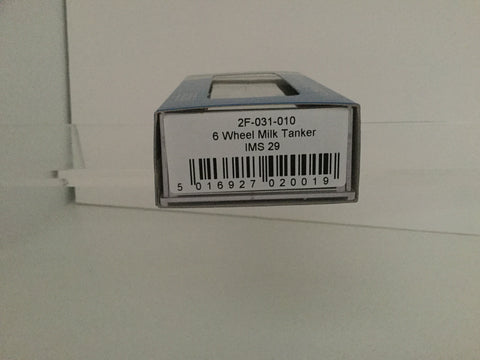 2F-031-010
6 Wheel Milk Tanker
IMS 29
5 016927 020019